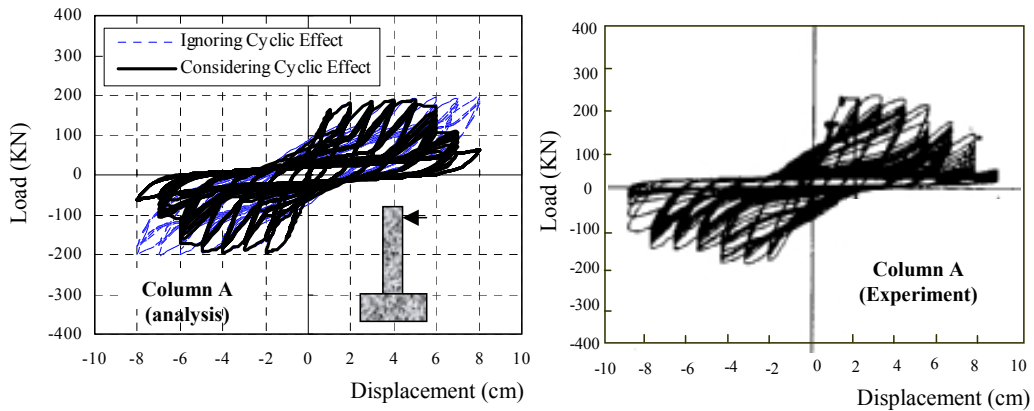 Ignoring Cyclic Effect
Considering Cyclic Effect
400
300
200
100
0
-100
-200
-300
-400
-10 -8 -6 -4 -2 0 2 4 6 8 10
Load (KN)
Displacement (cm)
Column A
(analysis)
400
300
200
100
0
-100
-200
-300
-400
-10 -8 -6 -4 -2 0 2 4 6 8 10
Load (KN)
Displacement (cm)
Column A
(Experiment)